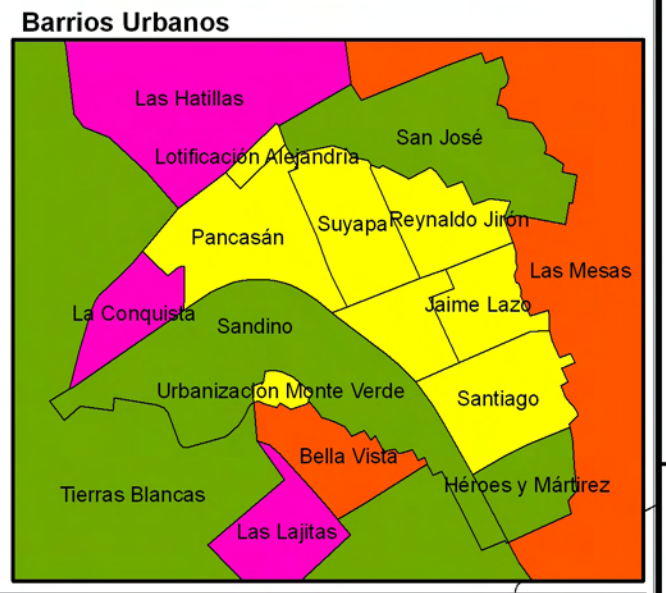 Barrios Urbanos
Las Hatillas
San José
Lotificación Alejandría
Suyapa
Reynaldo Jirón
Pancasán
Las Mesas
Jaime Lazo
La Conquista
Sandino
Urbanización Monte Verde
Santiago
Bella Vista
Héroes y Mártirez
Tierras Blancas
Las Lajitas